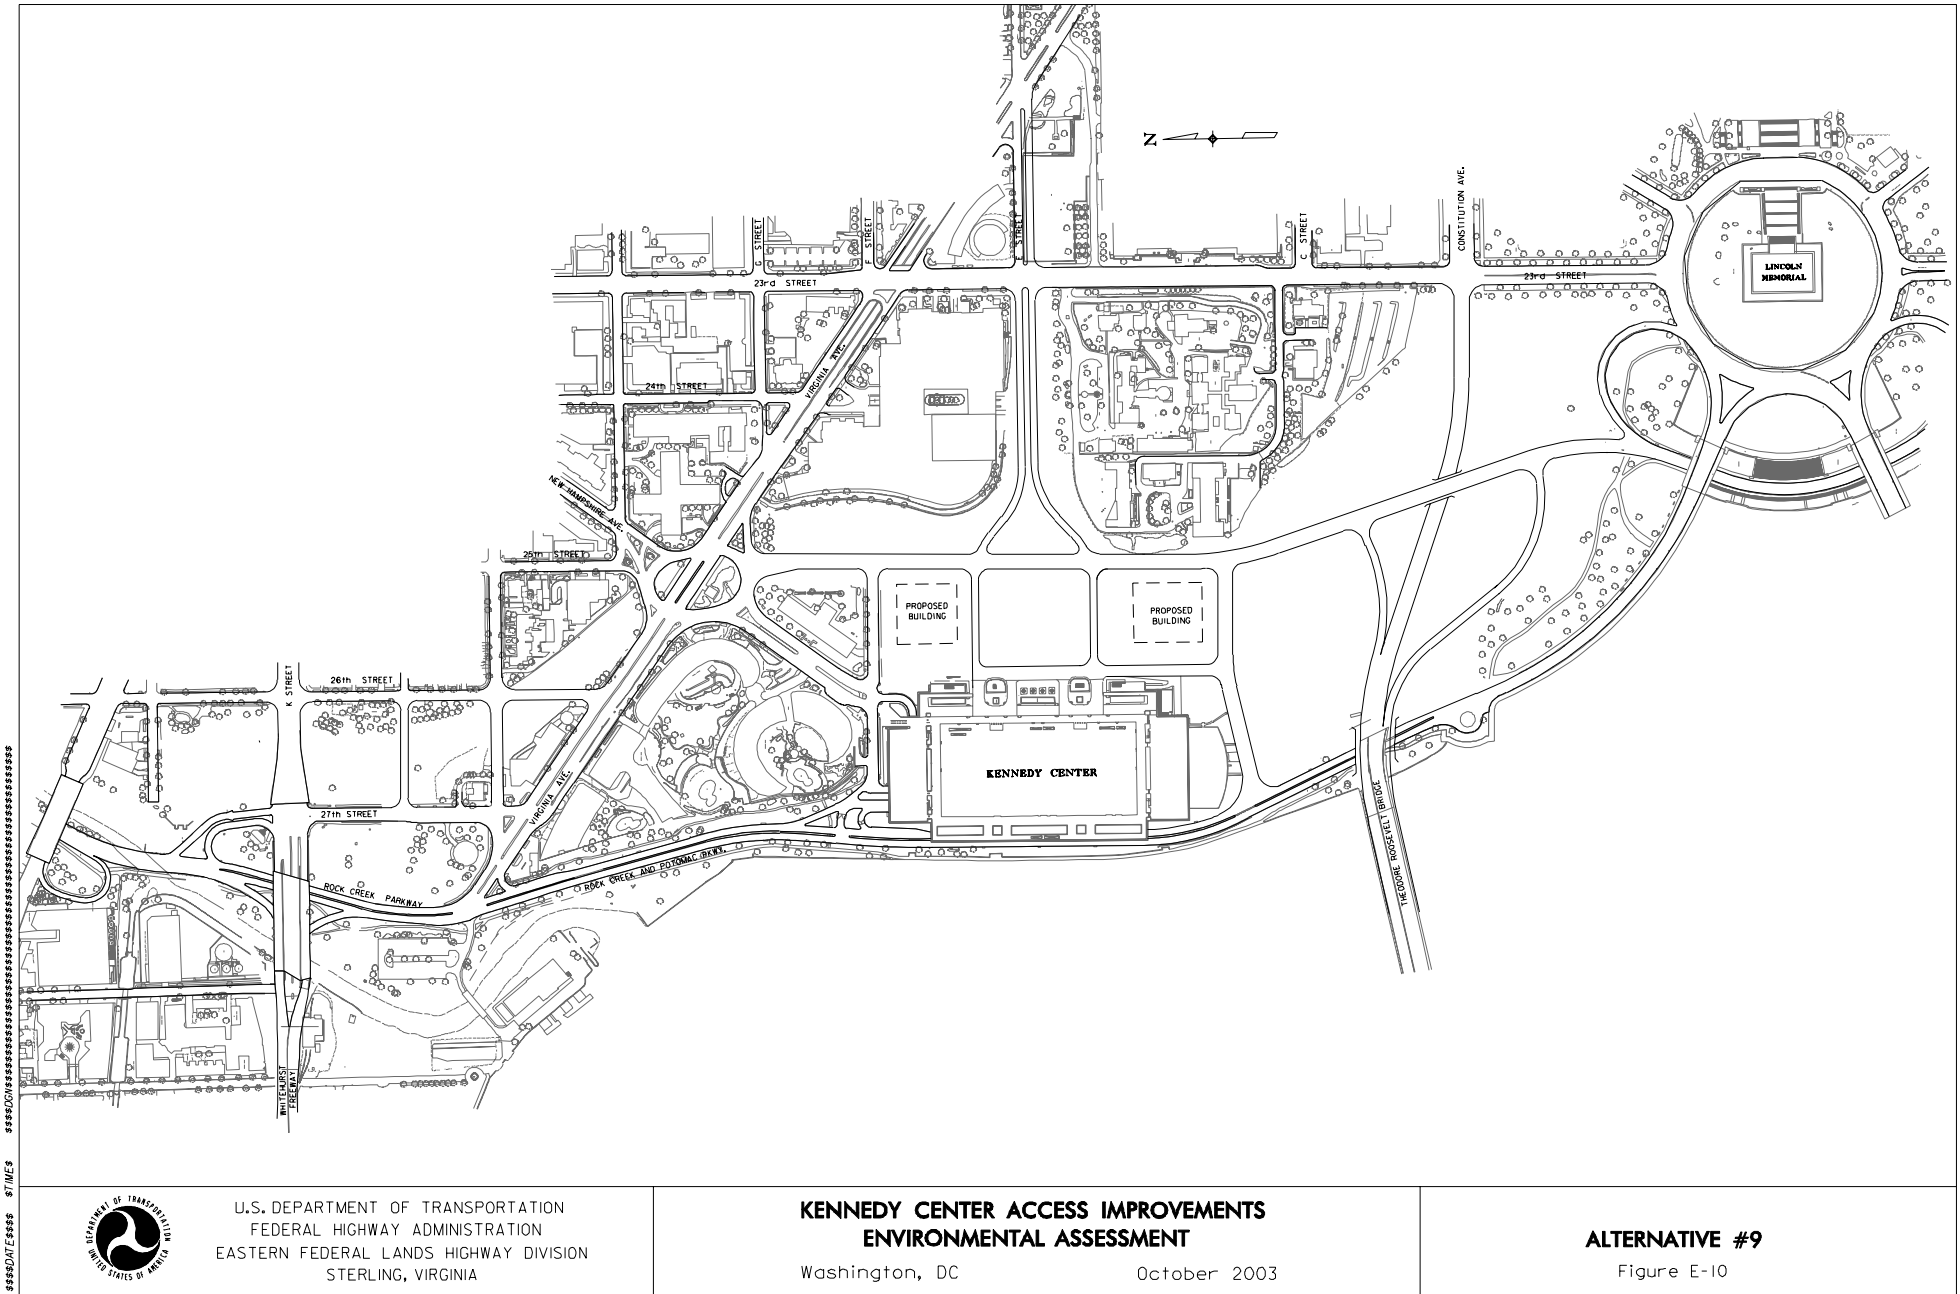 N
CONSTITUTION AVE.
G STREET
F STREET
E STREET
C STREET
LINCOLN
MEMORIAL
23rd STREET
23rd STREET
VIRGINIA AVE.
24th STREET
NEW HAMPSHIRE AVE.
25th STREET
PROPOSED
BUILDING
PROPOSED
BUILDING
K STREET
26th STREET
KENNEDY CENTER
VIRGINIA AVE.
27th STREET
THEODORE ROOSEVELT BRIDGE
ROCK CREEK AND POTOMAC PKWY.
ROCK CREEK PARKWAY
WHITEHURST
FREEWAY
$TIME$
$$$$DATE$$$$
DEPARTMENT OF TRANSPORTATION
UNITED STATES OF AMERICA
U.S. DEPARTMENT OF TRANSPORTATION
FEDERAL HIGHWAY ADMINISTRATION
EASTERN FEDERAL LANDS HIGHWAY DIVISION
STERLING, VIRGINIA
KENNEDY CENTER ACCESS IMPROVEMENTS
ENVIRONMENTAL ASSESSMENT
Washington, DC October 2003
ALTERNATIVE #9
Figure E-10